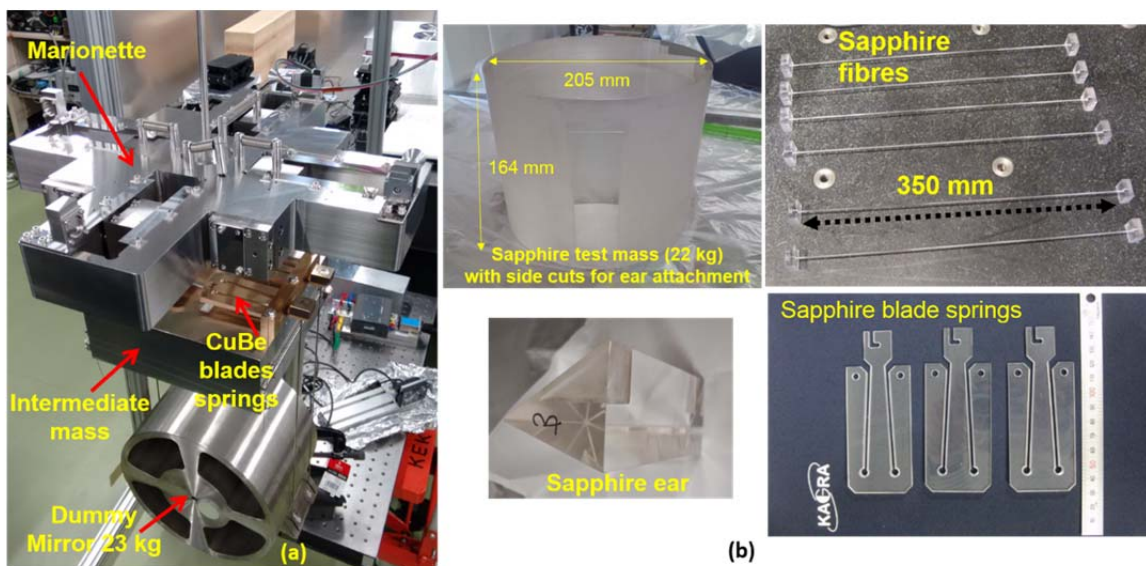 Marionette
CuBe
blades
springs
Intermediate
mass
Dummy
Mirror 23 kg
(a)
KEK
205 mm
164 mm
Sapphire test mass (22 kg)
with side cuts for ear attachment
Sapphire ear
Sapphire
fibres
350 mm
Sapphire blade springs
KAGRA
(b)